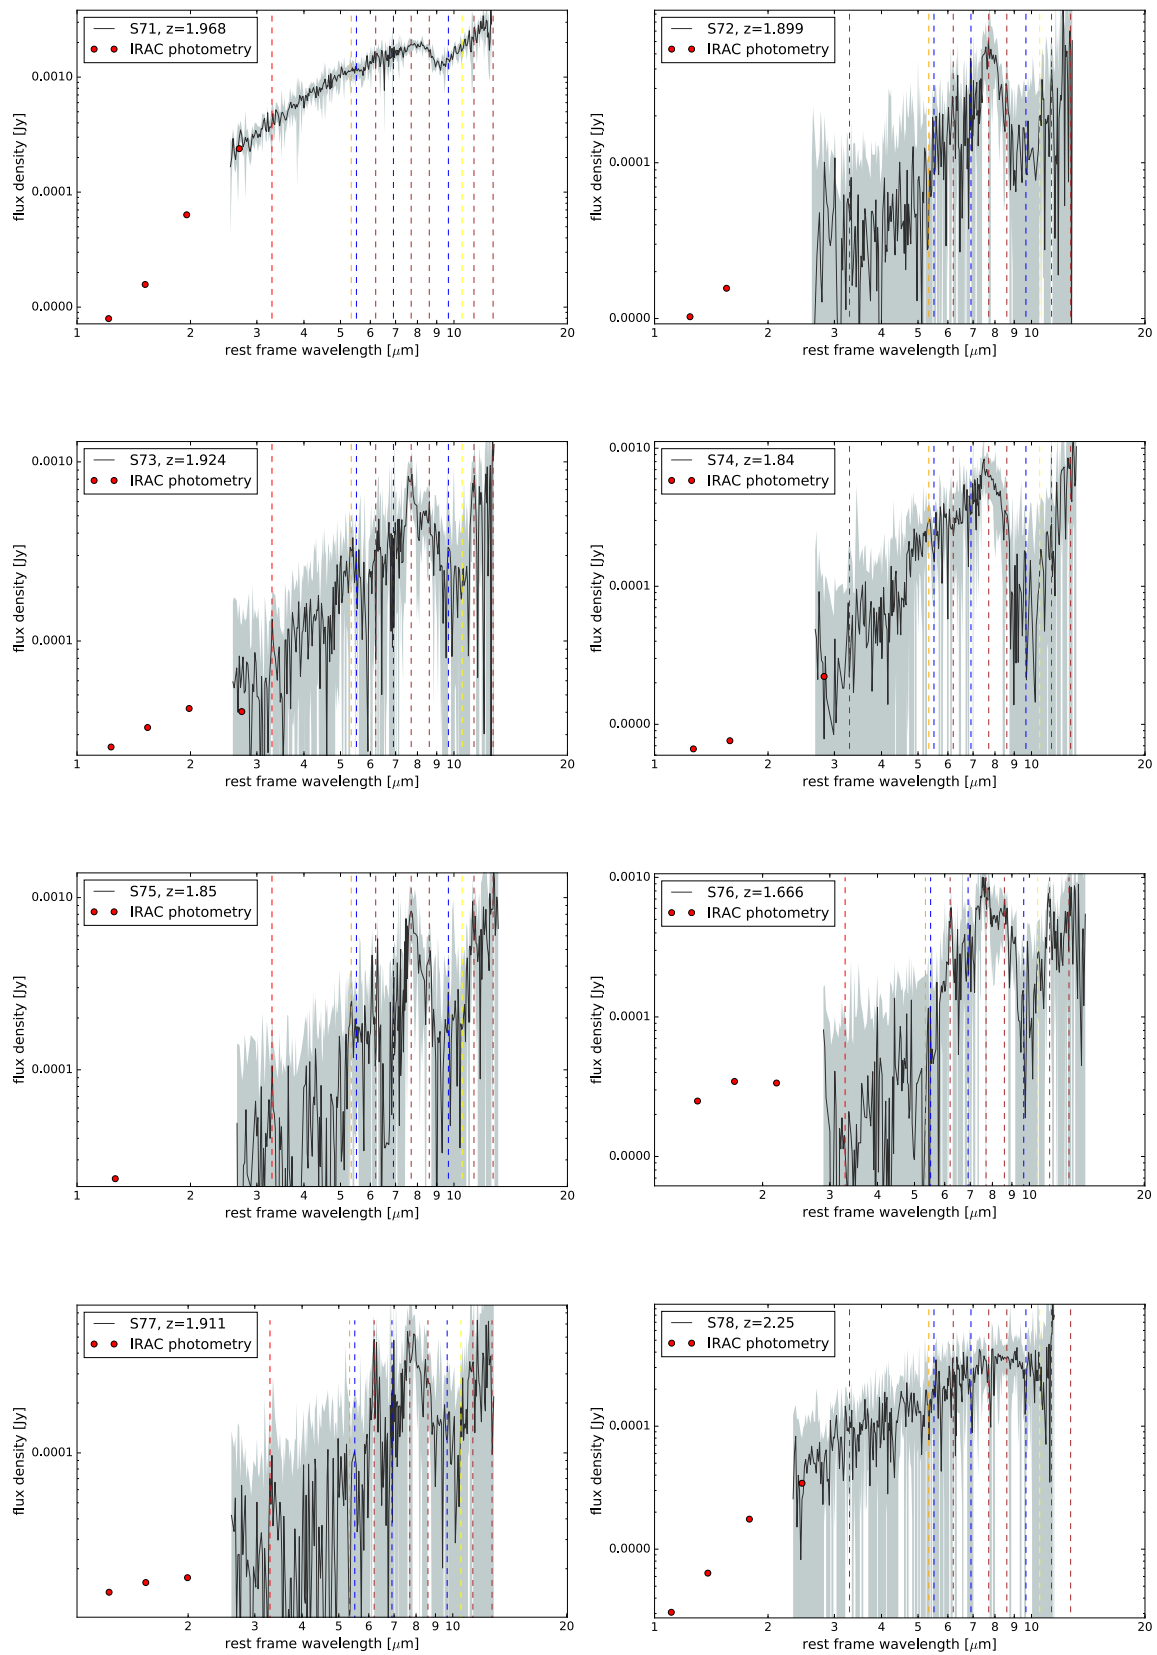 S71, z=1.968
IRAC photometry
0.0010
0.0001
0.0000
flux density [Jy]
1 2 3 4 5 6 7 8 9 10 20
rest frame wavelength [μm]
S72, z=1.899
IRAC photometry
0.0001
0.0000
flux density [Jy]
1 2 3 4 5 6 7 8 9 10 20
rest frame wavelength [μm]
S73, z=1.924
IRAC photometry
0.0010
0.0001
flux density [Jy]
1 2 3 4 5 6 7 8 9 10 20
rest frame wavelength [μm]
S74, z=1.84
IRAC photometry
0.0010
0.0001
0.0000
flux density [Jy]
1 2 3 4 5 6 7 8 9 10 20
rest frame wavelength [μm]
S75, z=1.85
IRAC photometry
0.0010
0.0001
flux density [Jy]
1 2 3 4 5 6 7 8 9 10 20
rest frame wavelength [μm]
S76, z=1.666
IRAC photometry
0.0010
0.0001
0.0000
flux density [Jy]
2 3 4 5 6 7 8 9 10 20
rest frame wavelength [μm]
S77, z=1.911
IRAC photometry
0.0001
flux density [Jy]
2 3 4 5 6 7 8 9 10 20
rest frame wavelength [μm]
S78, z=2.25
IRAC photometry
0.0001
0.0000
flux density [Jy]
1 2 3 4 5 6 7 8 9 10 20
rest frame wavelength [μm]